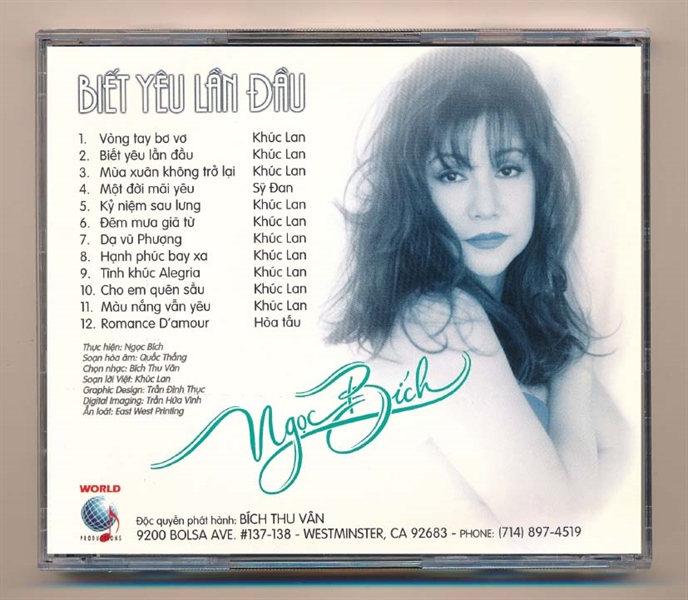 BIẾT YÊU LẦN ĐẦU
1. Vòng tay bơ vơ Khúc Lan
2. Biết yêu lần đầu Khúc Lan
3. Mùa xuân không trở lại Khúc Lan
4. Một đời mãi yêu Sỹ Đan
5. Kỷ niệm sau lưng Khúc Lan
6. Đêm mưa giã từ Khúc Lan
7. Dạ vũ Phượng Khúc Lan
8. Hạnh phúc bay xa Khúc Lan
9. Tình khúc Alegria Khúc Lan
10. Cho em quên sầu Khúc Lan
11. Màu nắng vẫn yêu Khúc Lan
12. Romance D'amour Hòa tấu
Thực hiện: Ngọc Bích
Soạn hòa âm: Quốc Thắng
Chọn nhạc: Bích Thu Vân
Soạn lời Việt: Khúc Lan
Graphic Design: Trần Đình Thục
Digital Imaging: Trần Hữu Vinh
Ấn loát: East West Printing
Ngọc Bích
WORLD
PRODUCTIONS
Độc quyền phát hành: BÍCH THU VÂN
9200 BOLSA AVE. #137-138 - WESTMINSTER, CA 92683 - PHONE: (714) 897-4519